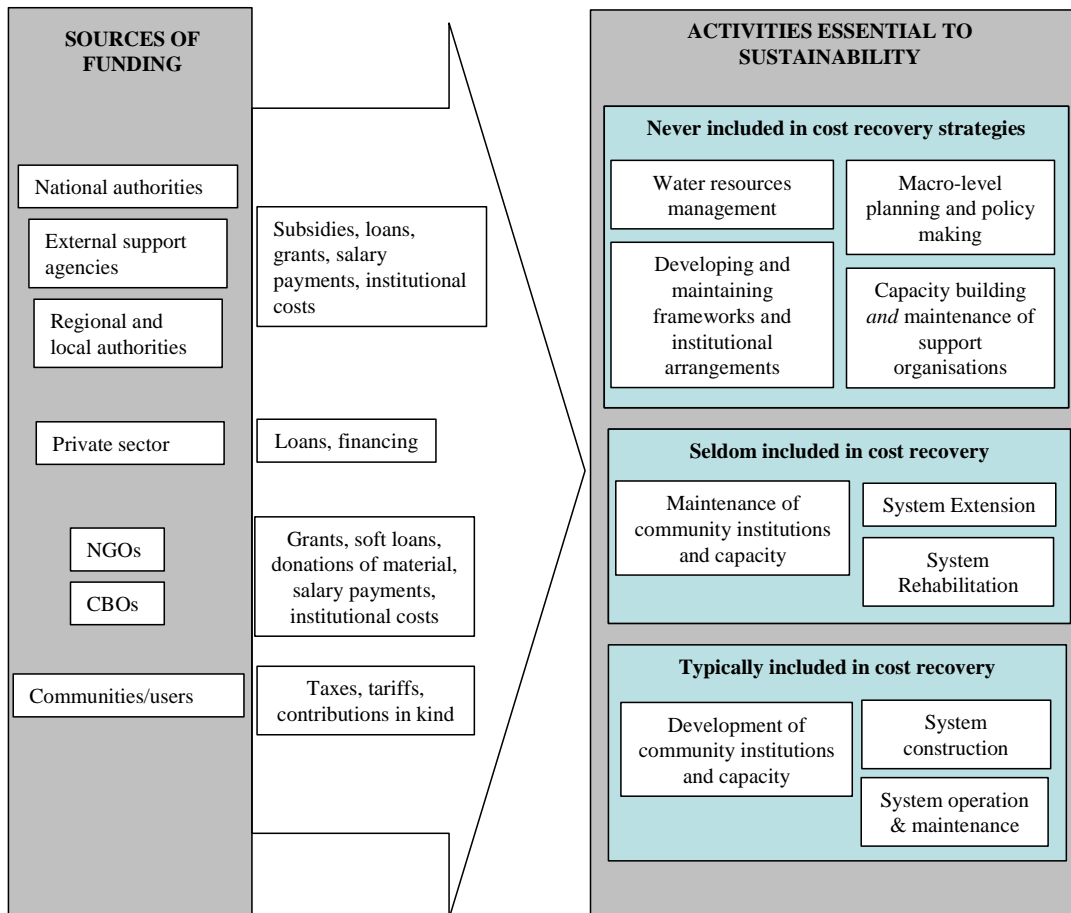 SOURCES OF
FUNDING
National authorities
External support
agencies
Regional and
local authorities
Private sector
NGOs
CBOs
Communities/users
Subsidies, loans,
grants, salary
payments, institutional
costs
Loans, financing
Grants, soft loans,
donations of material,
salary payments,
institutional costs
Taxes, tariffs,
contributions in kind
ACTIVITIES ESSENTIAL TO
SUSTAINABILITY
Never included in cost recovery strategies
Water resources
management
Macro-level
planning and policy
making
Developing and
maintaining
frameworks and
institutional
arrangements
Capacity building
and maintenance of
support
organisations
Seldom included in cost recovery
Maintenance of
community institutions
and capacity
System Extension
System
Rehabilitation
Typically included in cost recovery
Development of
community institutions
and capacity
System
construction
System operation
& maintenance